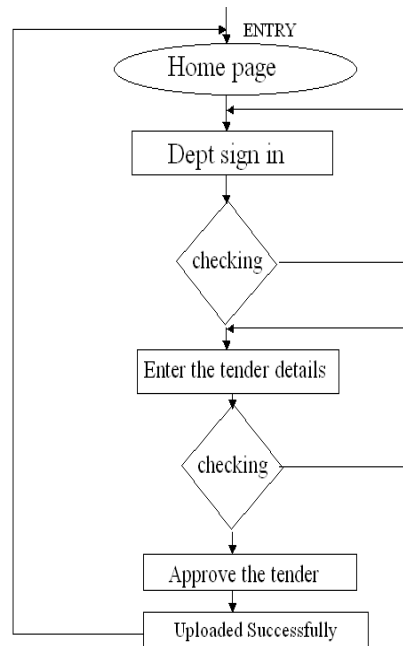 ENTRY
Home page
Dept sign in
checking
Enter the tender details
checking
Approve the tender
Uploaded Successfully